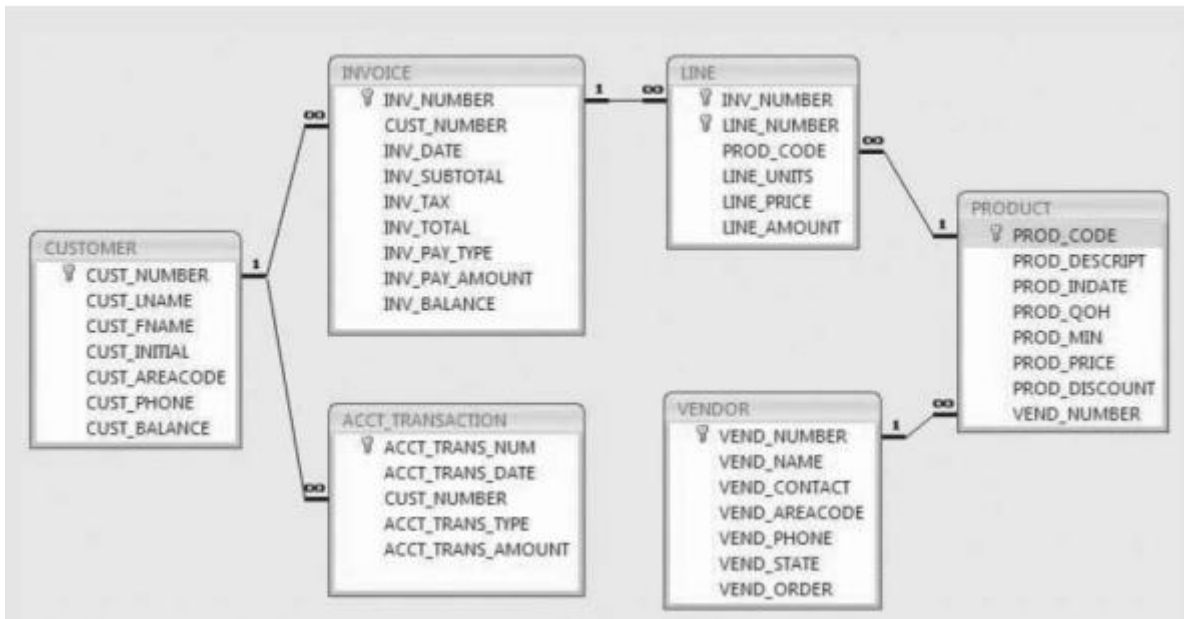 INVOICE
INV_NUMBER
CUST_NUMBER
INV_DATE
INV_SUBTOTAL
INV_TAX
INV_TOTAL
INV_PAY_TYPE
INV_PAY_AMOUNT
INV_BALANCE
1
∞
LINE
INV_NUMBER
LINE_NUMBER
PROD_CODE
LINE_UNITS
LINE_PRICE
LINE_AMOUNT
∞
∞
1
PRODUCT
PROD_CODE
PROD_DESCRIPT
PROD_INDATE
PROD_QOH
PROD_MIN
PROD_PRICE
PROD_DISCOUNT
VEND_NUMBER
CUSTOMER
CUST_NUMBER
CUST_LNAME
CUST_FNAME
CUST_INITIAL
CUST_AREACODE
CUST_PHONE
CUST_BALANCE
1
∞
ACCT_TRANSACTION
ACCT_TRANS_NUM
ACCT_TRANS_DATE
CUST_NUMBER
ACCT_TRANS_TYPE
ACCT_TRANS_AMOUNT
VENDOR
VEND_NUMBER
VEND_NAME
VEND_CONTACT
VEND_AREACODE
VEND_PHONE
VEND_STATE
VEND_ORDER
1
∞